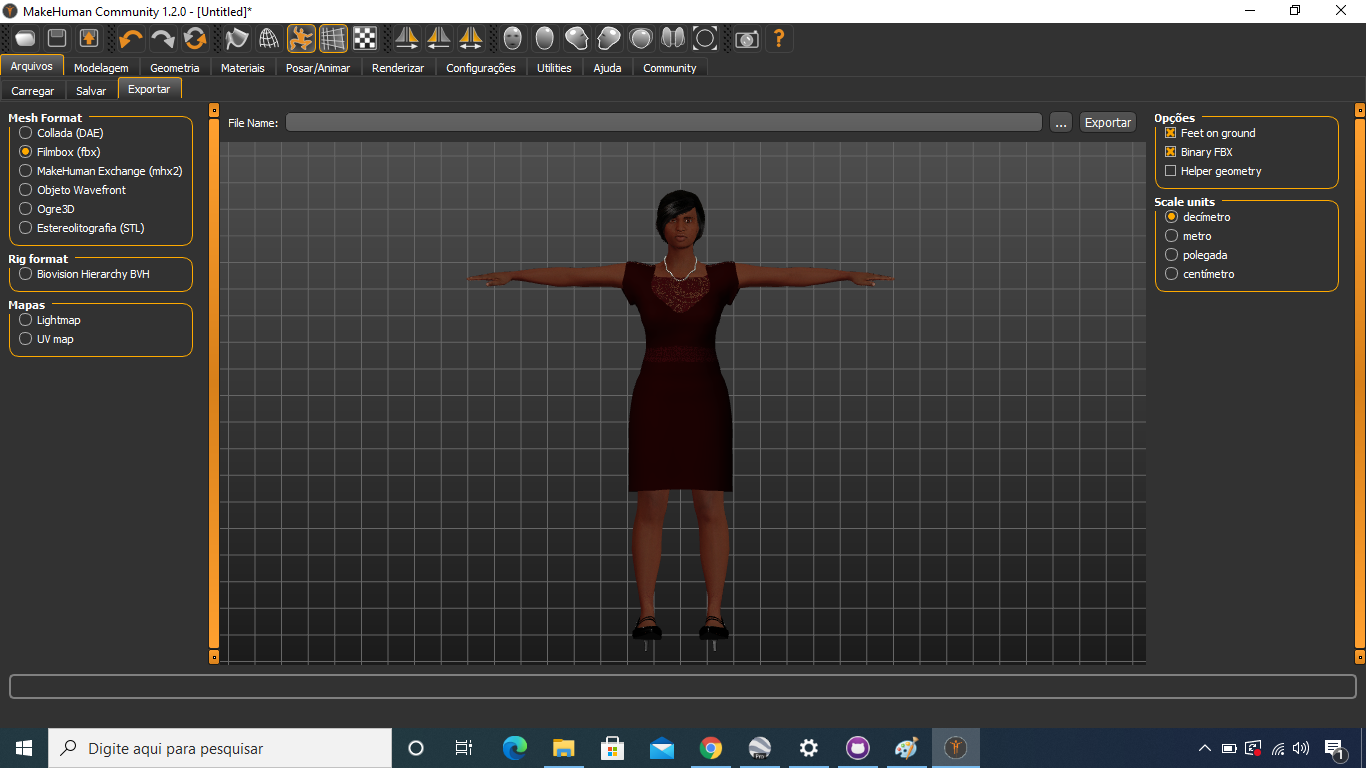 MakeHuman Community 1.2.0 - [Untitled]*
Arquivos Modelagem Geometria Materiais Posar/Animar Renderizar Configurações Utilities Ajuda Community
Carregar Salvar Exportar
Mesh Format
Collada (DAE)
Filmbox (fbx)
MakeHuman Exchange (mhx2)
Objeto Wavefront
Ogre3D
Estereolitografia (STL)
Rig format
Biovision Hierarchy BVH
Mapas
Lightmap
UV map
File Name: ... Exportar
Opções
Feet on ground
Binary FBX
Helper geometry
Scale units
decímetro
metro
polegada
centímetro
Digite aqui para pesquisar
Pro
1